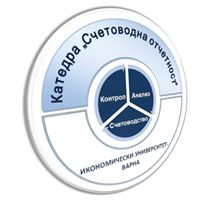 Катедра „Счетоводна отчетност"
Контрол
Анализ
Счетоводство
ИКОНОМИЧЕСКИ УНИВЕРСИТЕТ-
ВАРНА